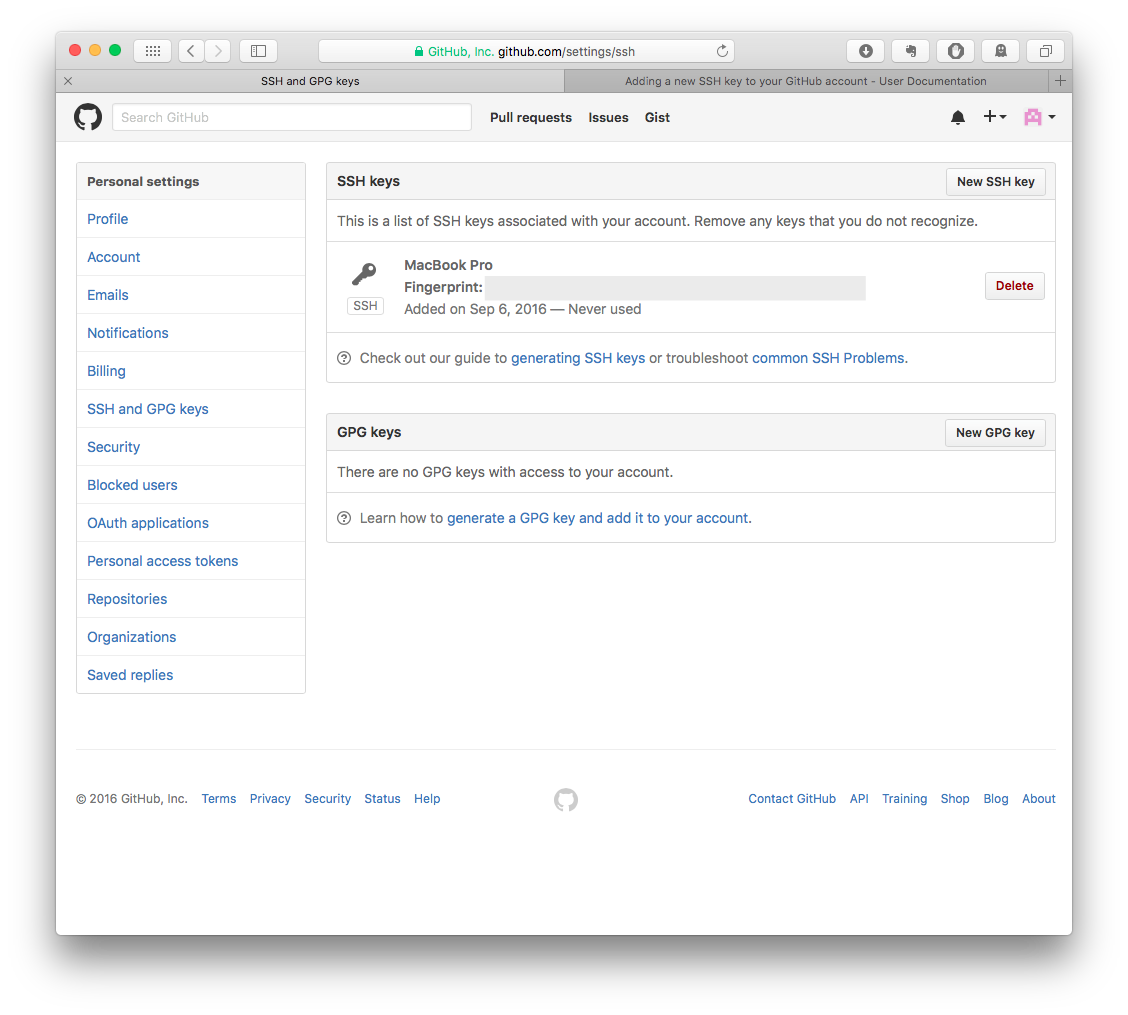 GitHub, Inc. github.com/settings/ssh
SSH and GPG keys
Adding a new SSH key to your GitHub account - User Documentation
Search GitHub
Pull requests Issues Gist
Personal settings
Profile
Account
Emails
Notifications
Billing
SSH and GPG keys
Security
Blocked users
OAuth applications
Personal access tokens
Repositories
Organizations
Saved replies
SSH keys
New SSH key
This is a list of SSH keys associated with your account. Remove any keys that you do not recognize.
SSH
MacBook Pro
Fingerprint:
Added on Sep 6, 2016 — Never used
Delete
Check out our guide to generating SSH keys or troubleshoot common SSH Problems.
GPG keys
New GPG key
There are no GPG keys with access to your account.
Learn how to generate a GPG key and add it to your account.
© 2016 GitHub, Inc. Terms Privacy Security Status Help
Contact GitHub API Training Shop Blog About